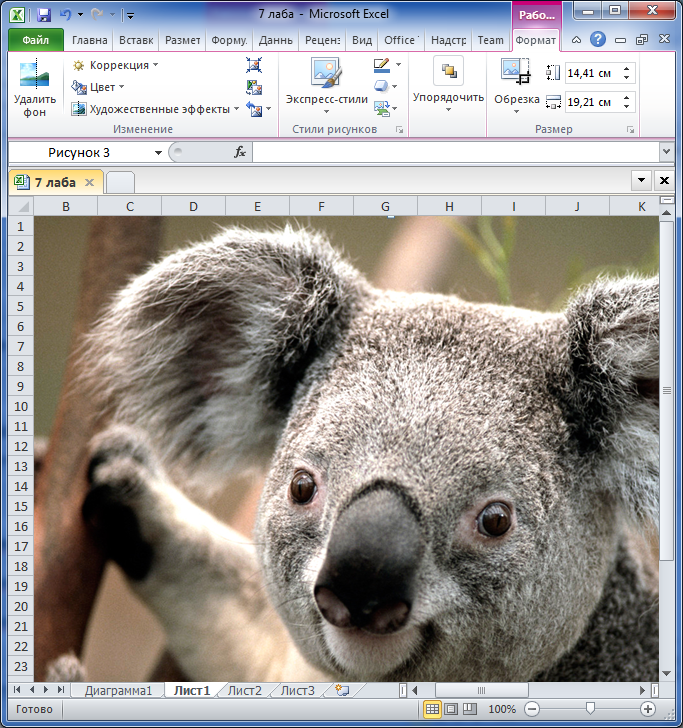 7 лаба - Microsoft Excel
Рабо...
Файл Главна Вставк Размет Форму. Даннь Рецена Вид Office Надстр Team Формат
Удалить фон
Коррекция
Цвет
Художественные эффекты
Изменение
Экспресс-стили
Стили рисунков
Упорядочить
Обрезка
14,41 см
19,21 см
Размер
Рисунок 3 fx
7 лаба
B C D E F G H I J K
1
2
3
4
5
6
7
8
9
10
11
12
13
14
15
16
17
18
19
20
21
22
23
Диаграмма1 Лист1 Лист2 Лист3
Готово 100%